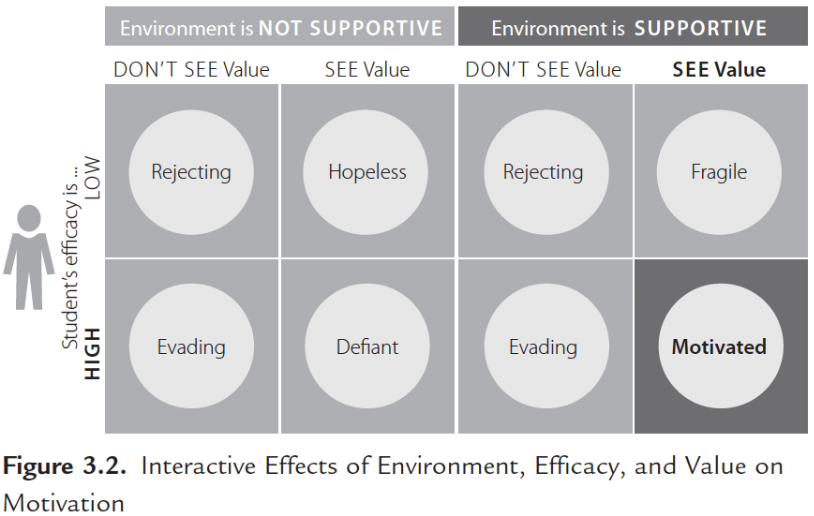 Environment is NOT SUPPORTIVE Environment is SUPPORTIVE
DON'T SEE Value SEE Value DON'T SEE Value SEE Value
Student's efficacy is ...
LOW
Rejecting Hopeless Rejecting Fragile
HIGH
Evading Defiant Evading Motivated
Figure 3.2. Interactive Effects of Environment, Efficacy, and Value on
Motivation